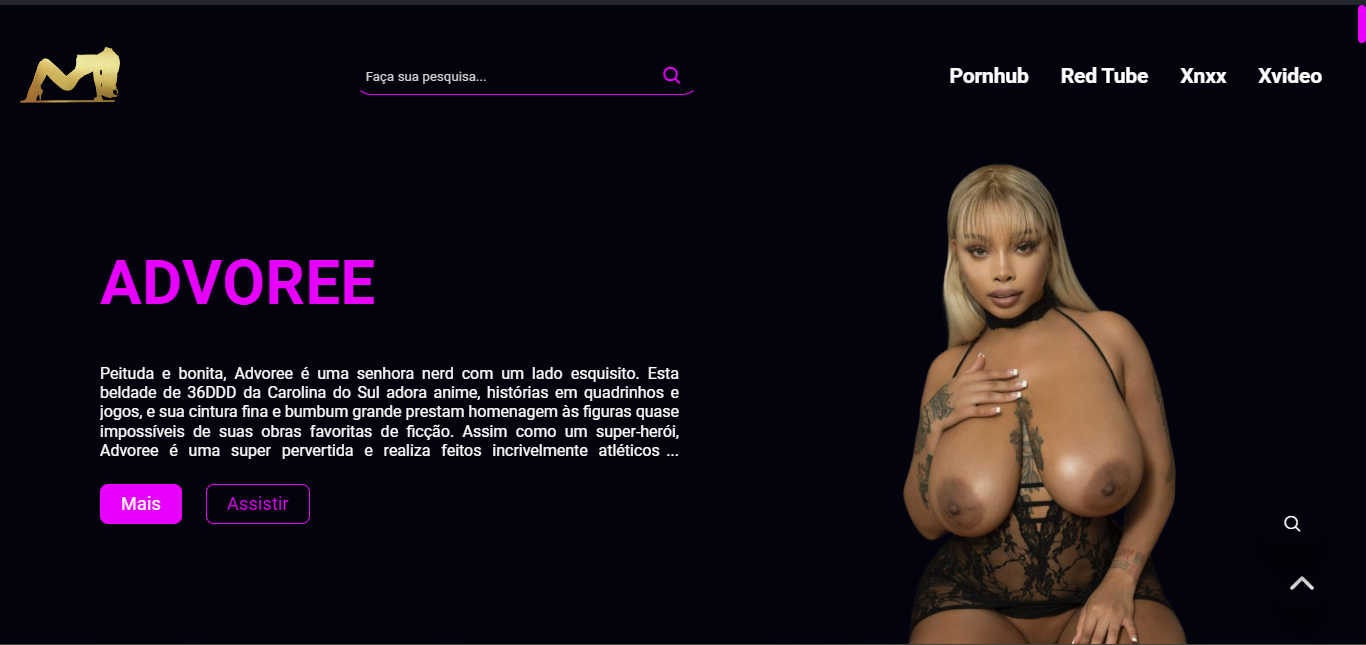 Faça sua pesquisa...
Pornhub Red Tube Xnxx Xvideo
ADVOREE
Peituda e bonita, Advoree é uma senhora nerd com um lado esquisito. Esta
beldade de 36DDD da Carolina do Sul adora anime, histórias em quadrinhos e
jogos, e sua cintura fina e bumbum grande prestam homenagem às figuras quase
impossíveis de suas obras favoritas de ficção. Assim como um super-herói,
Advoree é uma super pervertida e realiza feitos incrivelmente atléticos ...
Mais Assistir